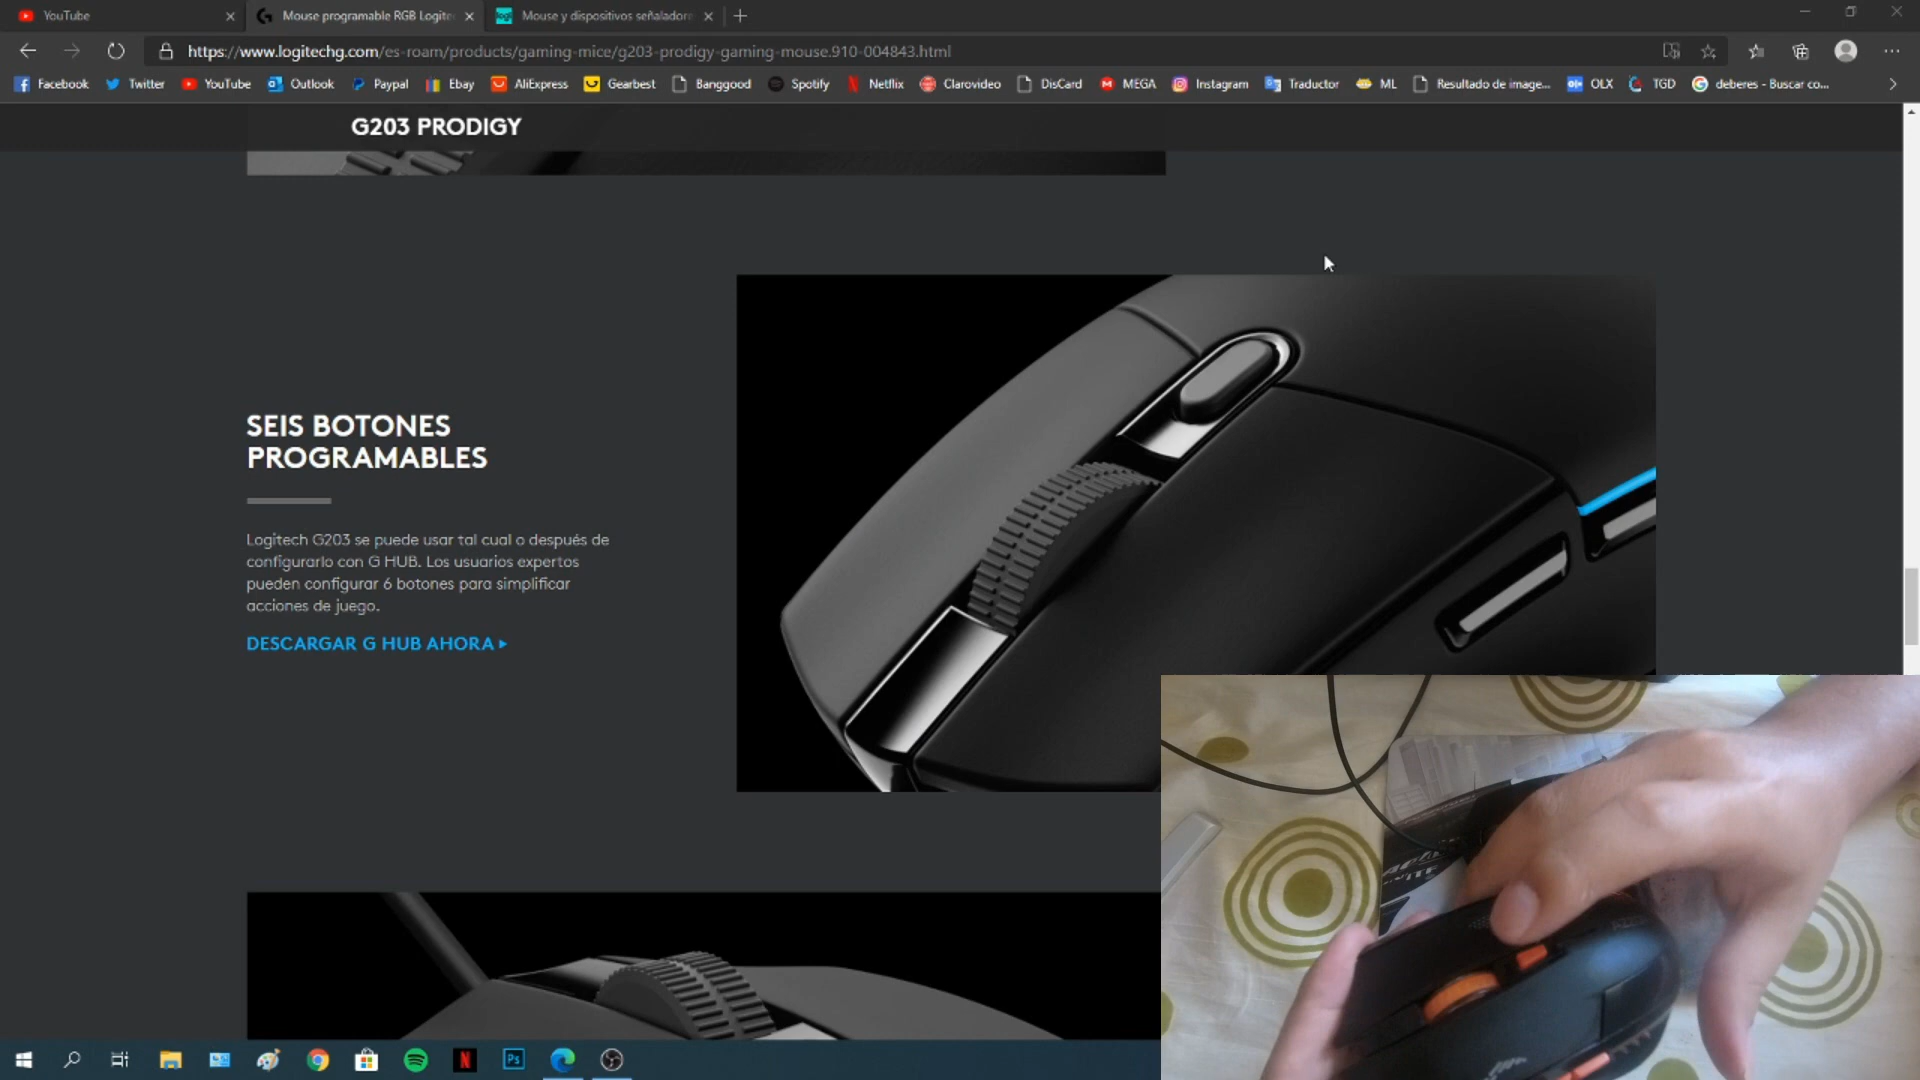 YouTube
Mouse programable RGB Logite
Mouse y dispositivos señaladore
https://www.logitechg.com/es-roam/products/gaming-mice/g203-prodigy-gaming-mouse.910-004843.html
Facebook
Twitter
YouTube
Outlook
Paypal
Ebay
AliExpress
Gearbest
Banggood
Spotify
Netflix
Clarovideo
DisCard
MEGA
Instagram
Traductor
ML
Resultado de image...
OLX
TGD
deberes - Buscar co...
G203 PRODIGY
SEIS BOTONES
PROGRAMABLES
Logitech G203 se puede usar tal cual o después de
configurarlo con G HUB. Los usuarios expertos
pueden configurar 6 botones para simplificar
acciones de juego.
DESCARGAR G HUB AHORA
Ps